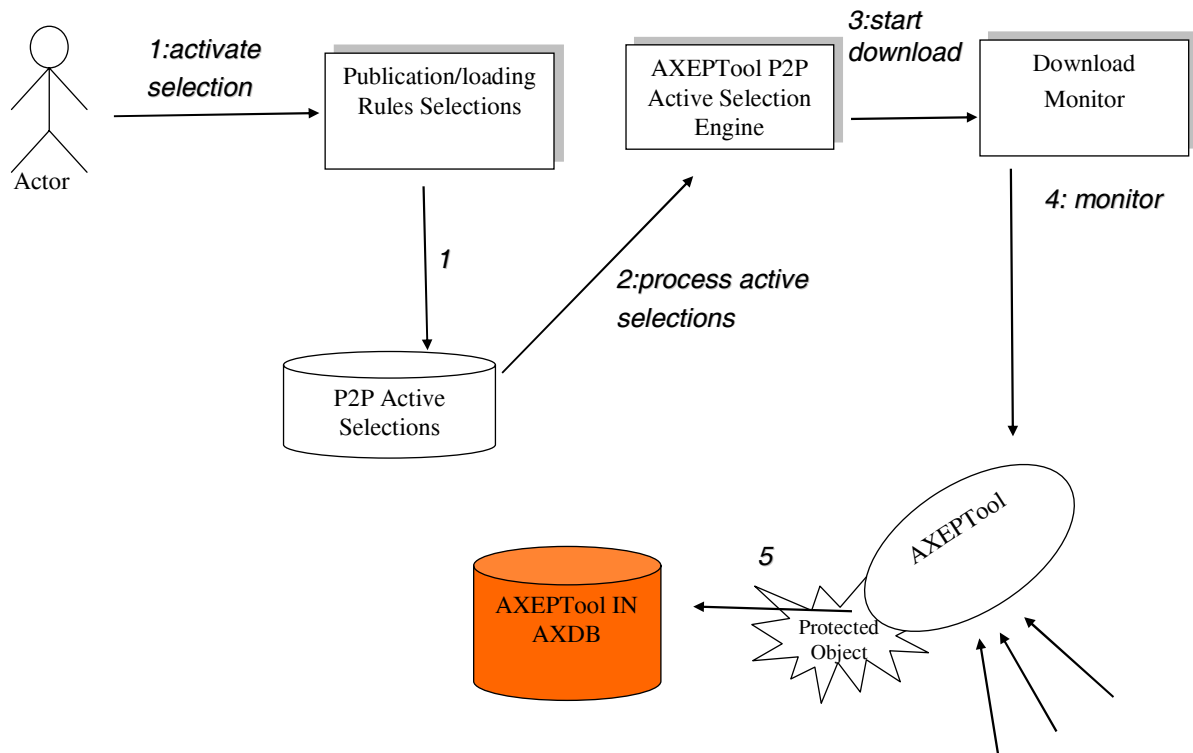 1:activate
selection
Actor
Publication/loading
Rules Selections
AXEPTool P2P
Active Selection
Engine
3:start
download
Download
Monitor
4: monitor
1
2:process active
selections
P2P Active
Selections
AXEPTool
5
Protected
Object
AXEPTool IN
AXDB